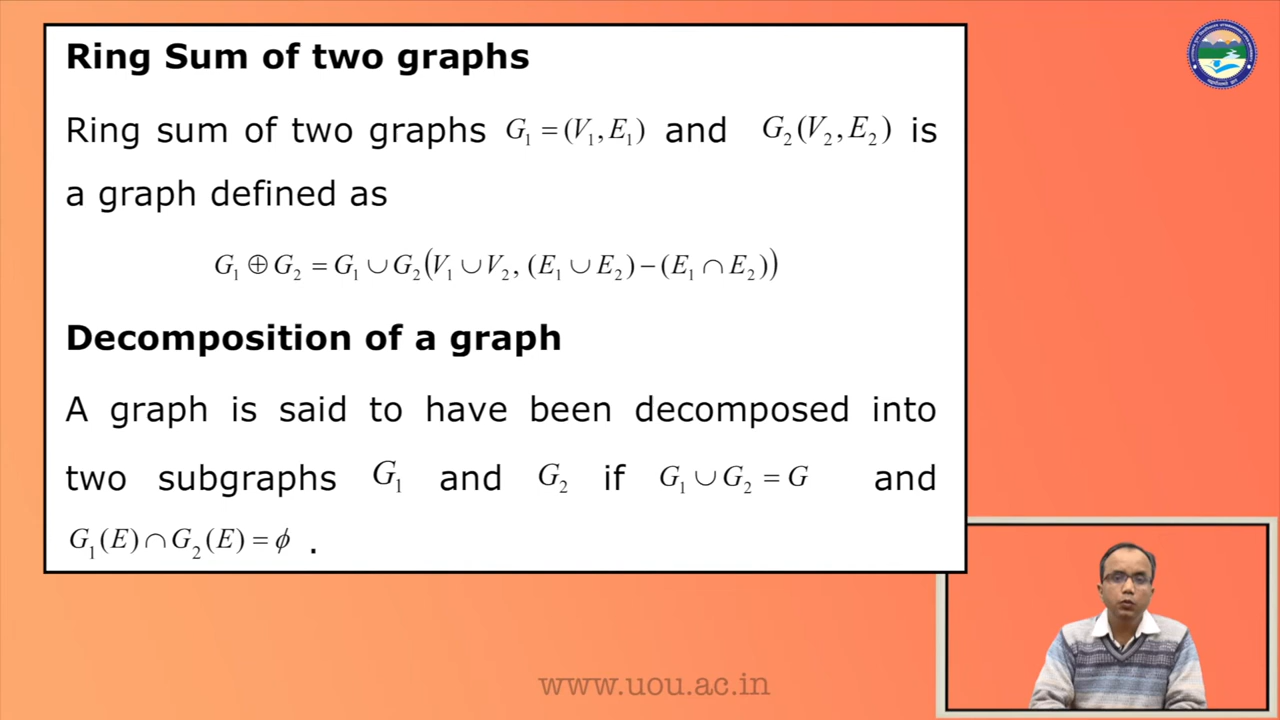 Ring Sum of two graphs
Ring sum of two graphs G₁ = (V₁, E₁) and G₂(V₂, E₂) is
a graph defined as
G₁ ⊕ G₂ = G₁ ∪ G₂(V₁ ∪ V₂, (E₁ ∪ E₂) − (E₁ ∩ E₂))
Decomposition of a graph
A graph is said to have been decomposed into
two subgraphs G₁ and G₂ if G₁ ∪ G₂ = G and
G₁(E) ∩ G₂(E) = ϕ .
www.uou.ac.in